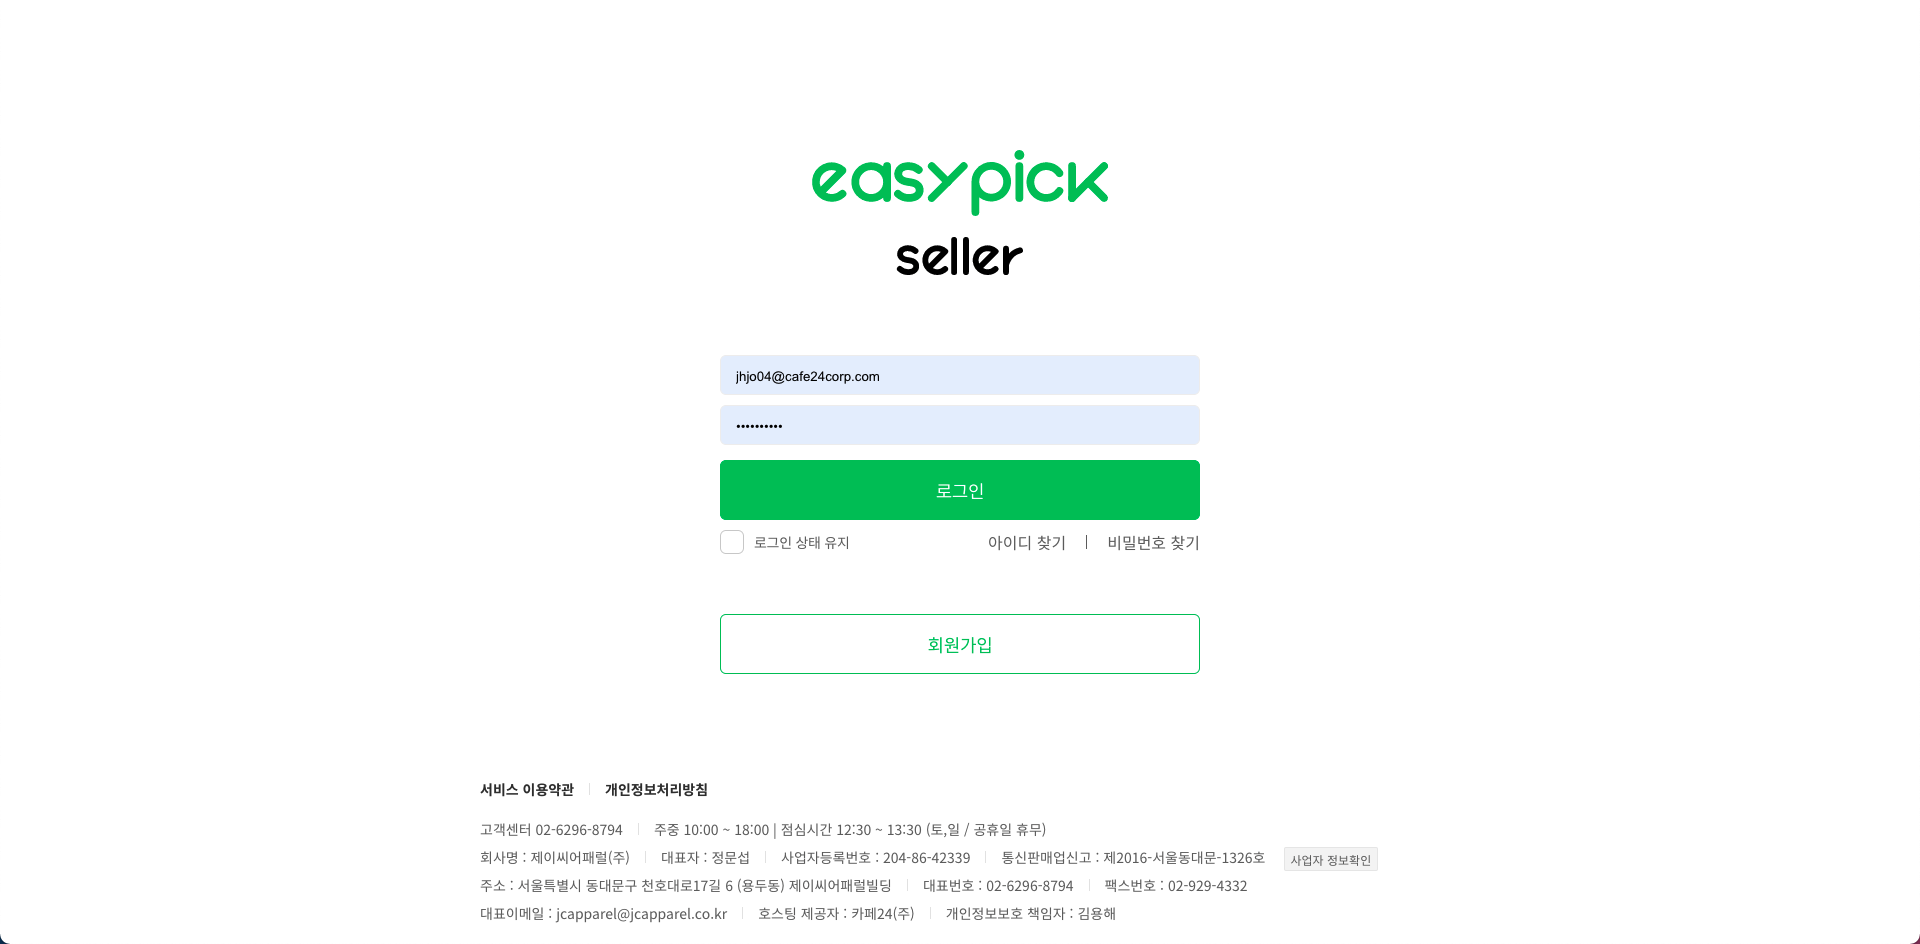 easypick
seller
jhjo04@cafe24corp.com
••••••••••
로그인
로그인 상태 유지 아이디 찾기 | 비밀번호 찾기
회원가입
서비스 이용약관 | 개인정보처리방침
고객센터 02-6296-8794 | 주중 10:00 ~ 18:00 | 점심시간 12:30 ~ 13:30 (토,일 / 공휴일 휴무)
회사명 : 제이씨어패럴(주) | 대표자 : 정문섭 | 사업자등록번호 : 204-86-42339 | 통신판매업신고 : 제2016-서울동대문-1326호 사업자 정보확인
주소 : 서울특별시 동대문구 천호대로17길 6 (용두동) 제이씨어패럴빌딩 | 대표번호 : 02-6296-8794 | 팩스번호 : 02-929-4332
대표이메일 : jcapparel@jcapparel.co.kr | 호스팅 제공자 : 카페24(주) | 개인정보보호 책임자 : 김용해